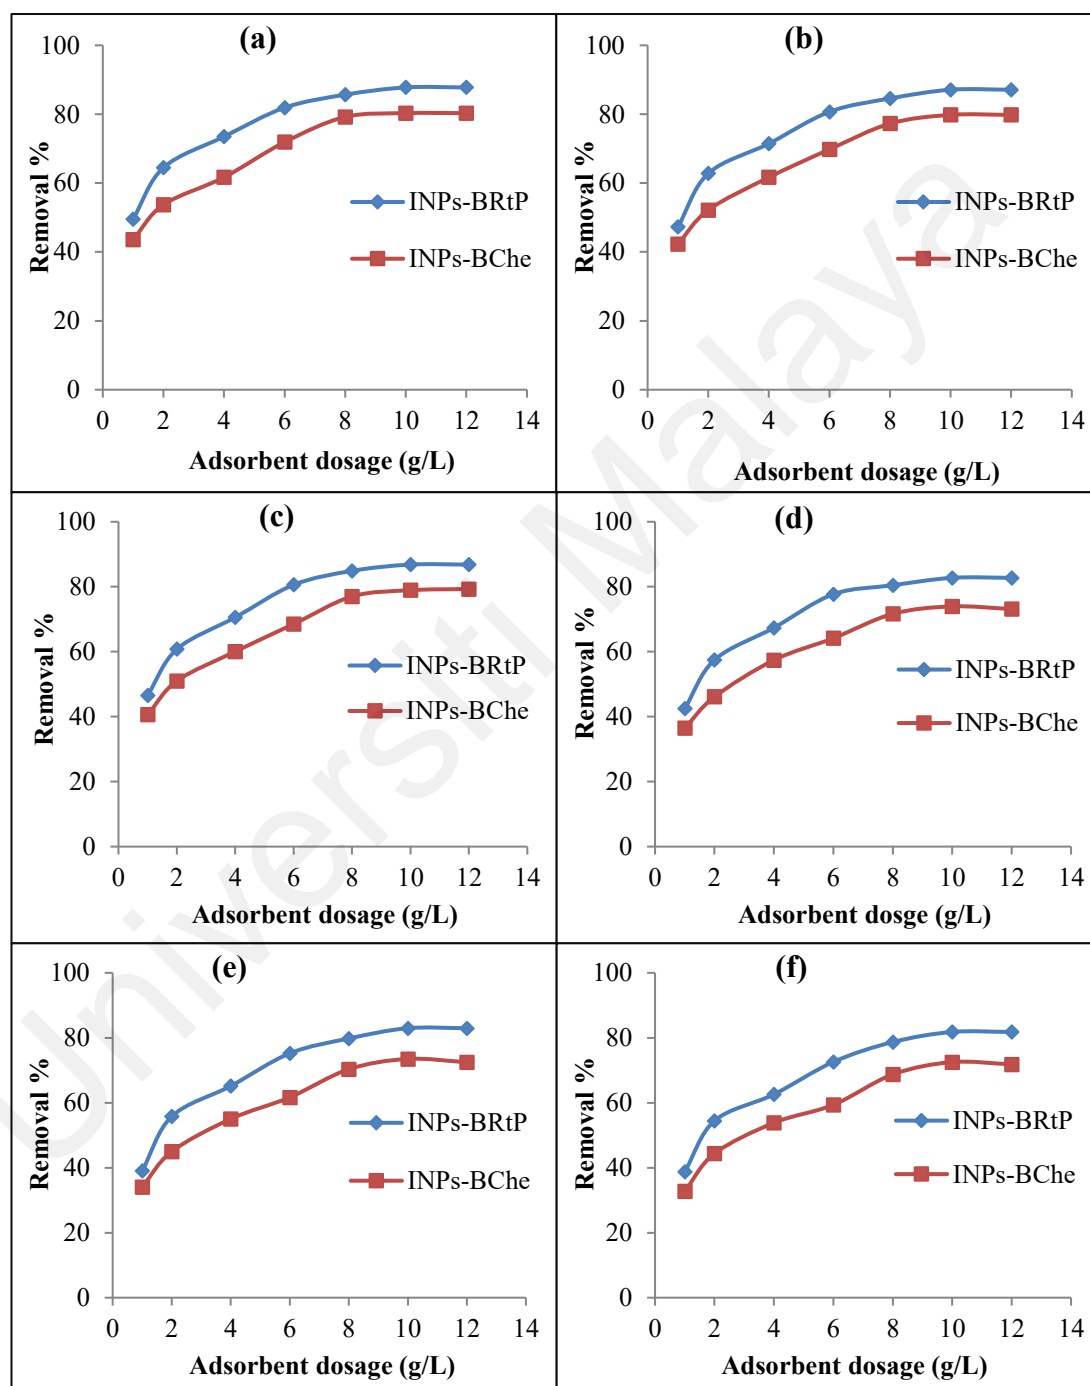 (a)
100
80
60
40
20
0
Removal %
INPs-BRtP
INPs-BChe
0 2 4 6 8 10 12 14
Adsorbent dosage (g/L)
(b)
100
80
60
40
20
0
Removal %
INPs-BRtP
INPs-BChe
0 2 4 6 8 10 12 14
Adsorbent dosage (g/L)
(c)
100
80
60
40
20
0
Removal %
INPs-BRtP
INPs-BChe
0 2 4 6 8 10 12 14
Adsorbent dosage (g/L)
(d)
100
80
60
40
20
0
Removal %
INPs-BRtP
INPs-BChe
0 2 4 6 8 10 12 14
Adsorbent dosge (g/L)
(e)
100
80
60
40
20
0
Removal %
INPs-BRtP
INPs-BChe
0 2 4 6 8 10 12 14
Adsorbent dosage (g/L)
(f)
100
80
60
40
20
0
Removal %
INPs-BRtP
INPs-BChe
0 2 4 6 8 10 12 14
Adsorbent dosage (g/L)
Universiti Malaya